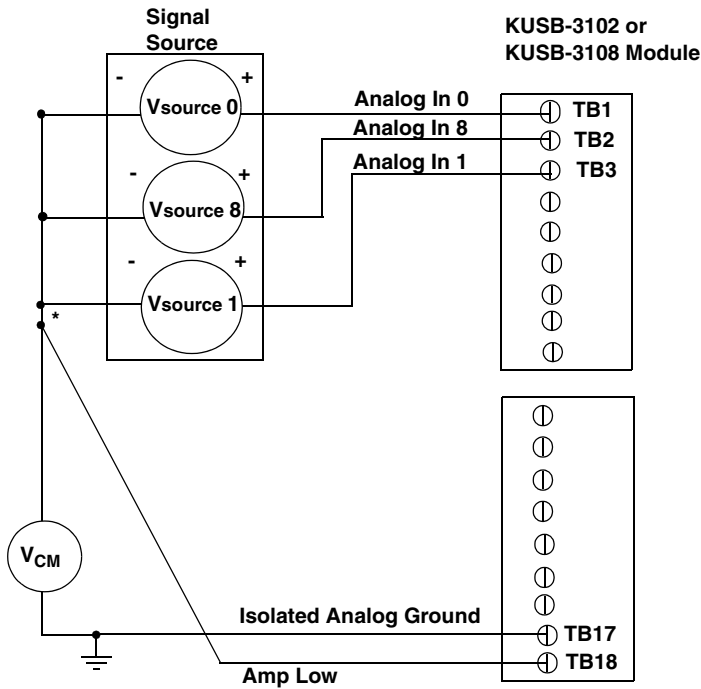 Signal
Source
KUSB-3102 or
KUSB-3108 Module
- +
Vsource 0
Analog In 0
TB1
Analog In 8
TB2
Analog In 1
TB3
- +
Vsource 8
- +
Vsource 1
*
VCM
Isolated Analog Ground
TB17
Amp Low
TB18